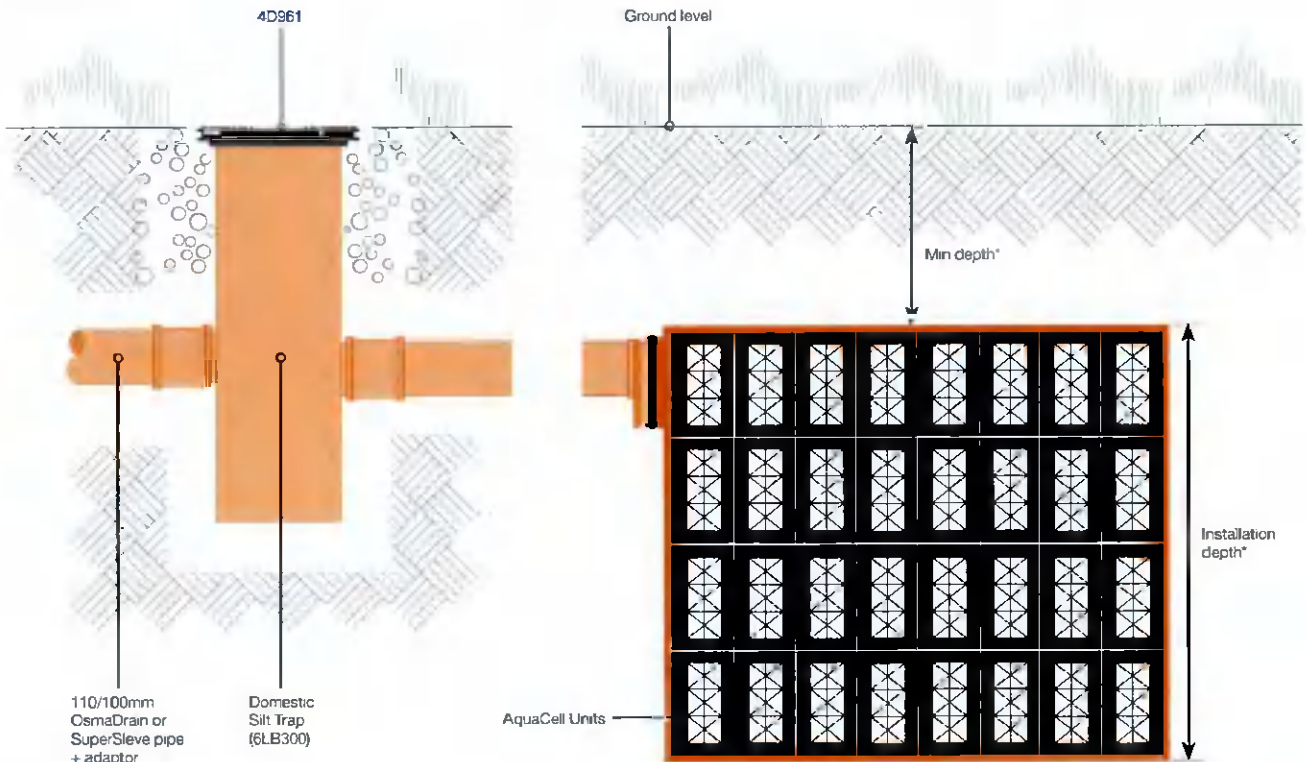 4D961
Ground level
Min depth*
Installation
depth*
110/100mm
OsmaDrain or
SuperSleve pipe
+ adaptor
Domestic
Silt Trap
(6LB300)
AquaCell Units